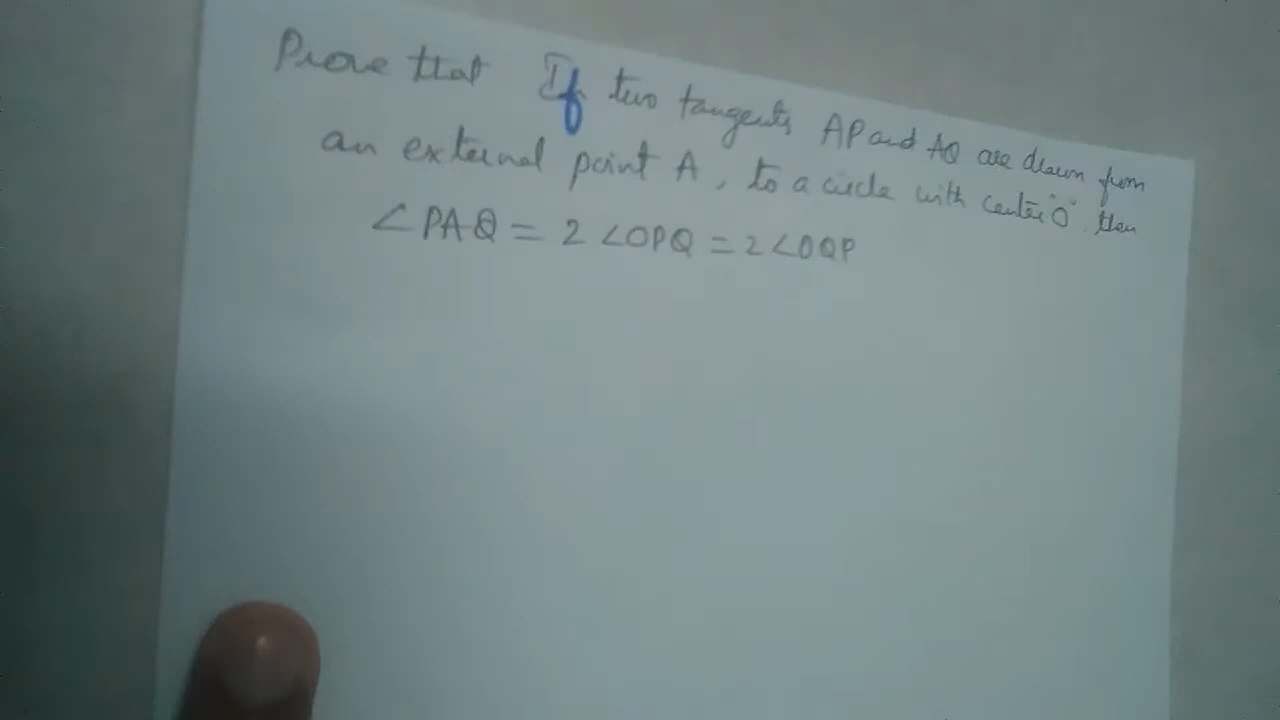 Prove that If two tangents AP and AQ are drawn from
an external point A, to a circle with centre "O". then
∠PAQ = 2∠OPQ = 2∠OQP